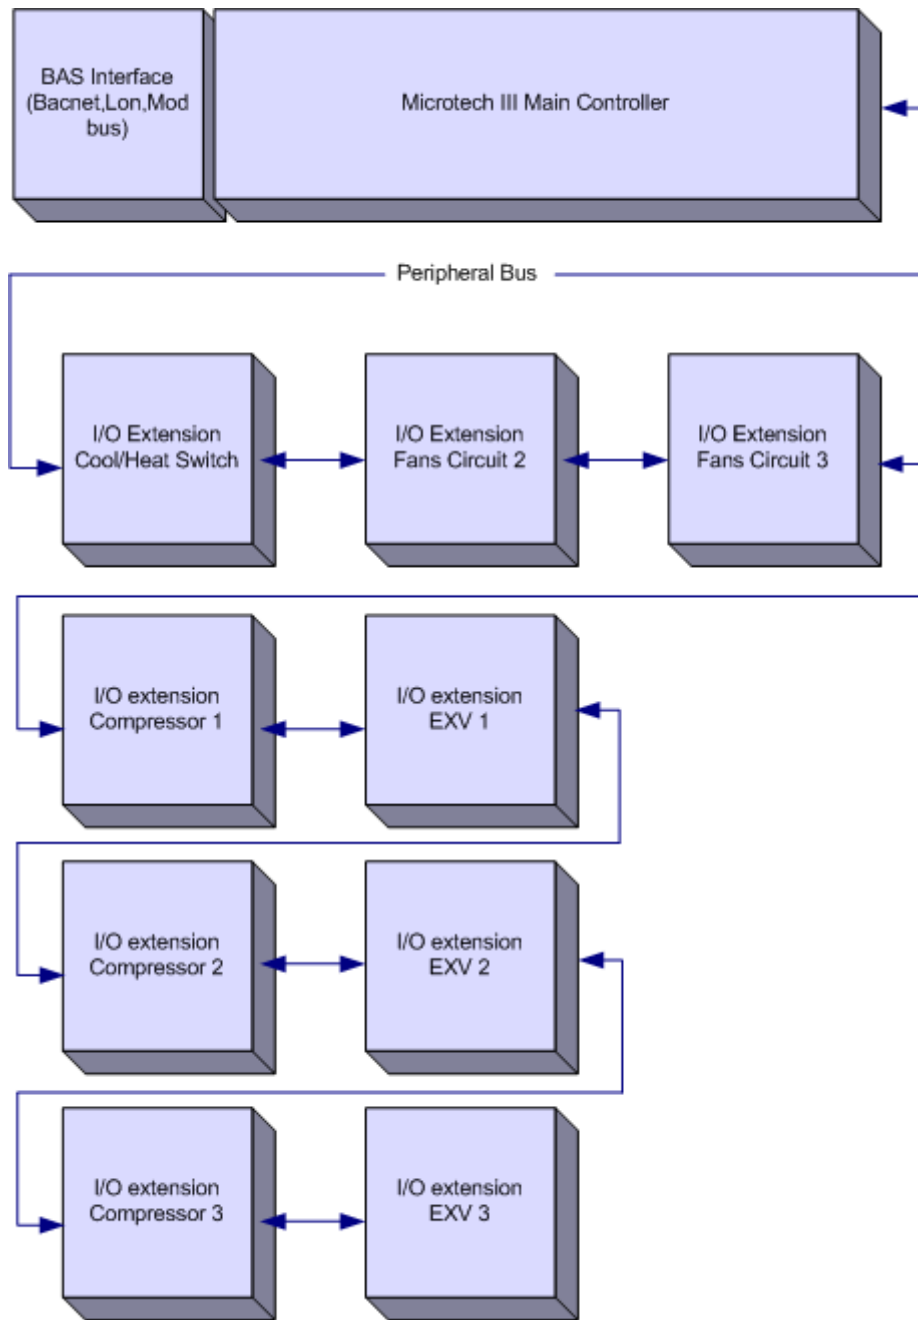 BAS Interface
(Bacnet,Lon,Mod
bus)
Microtech III Main Controller
Peripheral Bus
I/O Extension
Cool/Heat Switch
I/O Extension
Fans Circuit 2
I/O Extension
Fans Circuit 3
I/O extension
Compressor 1
I/O extension
EXV 1
I/O extension
Compressor 2
I/O extension
EXV 2
I/O extension
Compressor 3
I/O extension
EXV 3